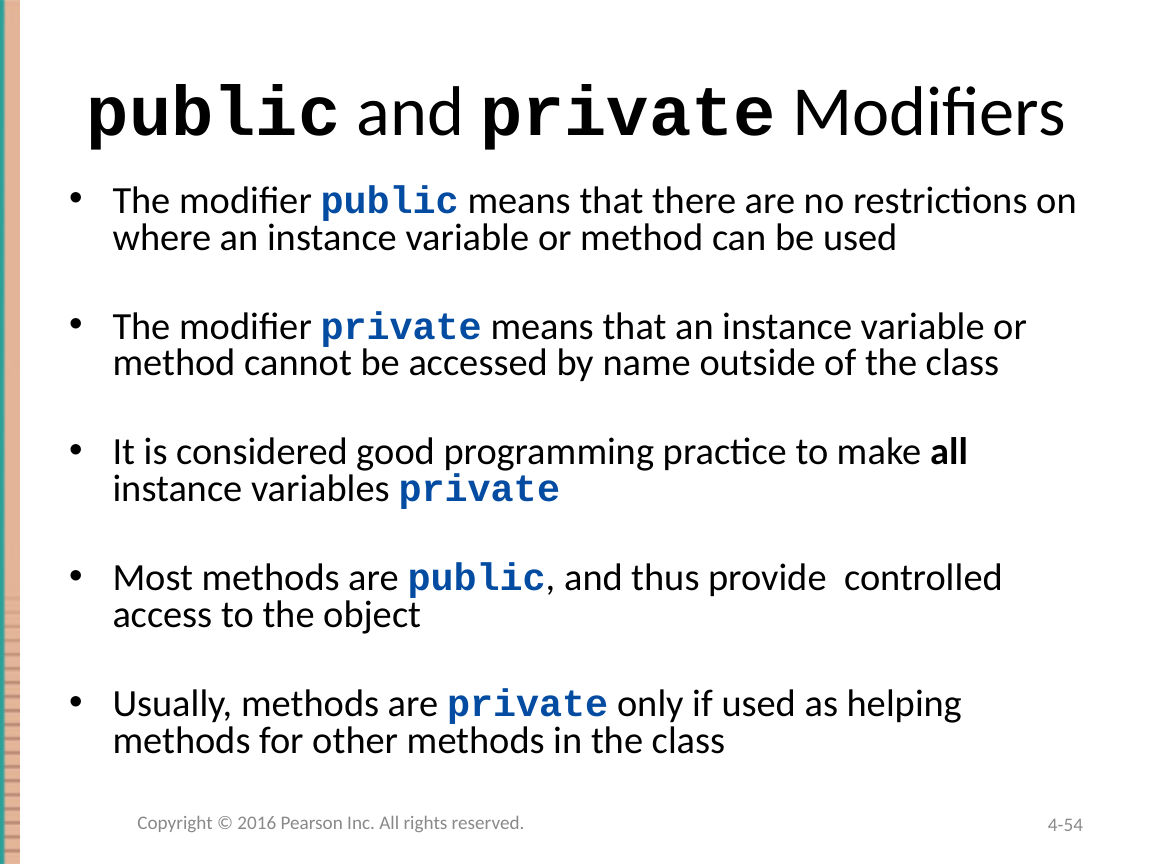 public and private Modifiers
• The modifier public means that there are no restrictions on
where an instance variable or method can be used
• The modifier private means that an instance variable or
method cannot be accessed by name outside of the class
• It is considered good programming practice to make all
instance variables private
• Most methods are public, and thus provide  controlled
access to the object
• Usually, methods are private only if used as helping
methods for other methods in the class
Copyright © 2016 Pearson Inc. All rights reserved.
4-54